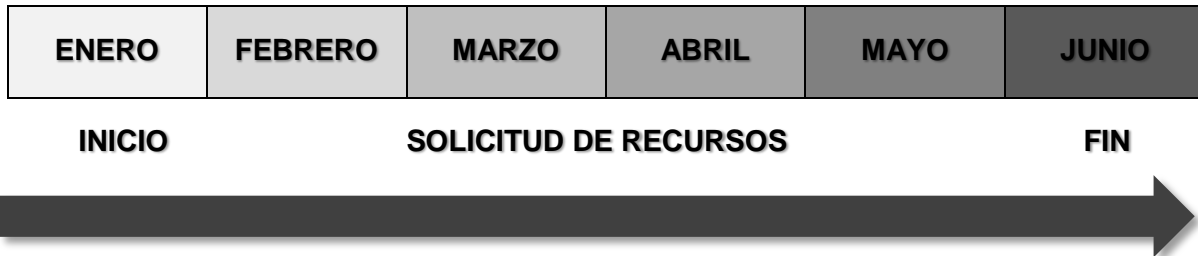 ENERO FEBRERO MARZO ABRIL MAYO JUNIO
INICIO SOLICITUD DE RECURSOS FIN